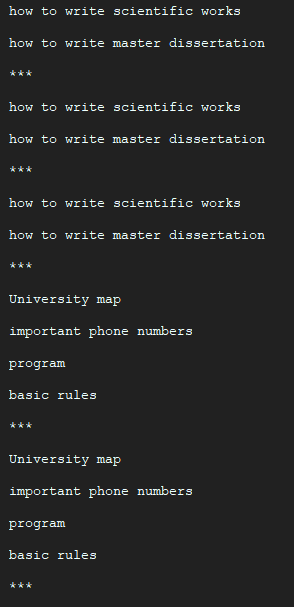 how to write scientific works
how to write master dissertation
***
how to write scientific works
how to write master dissertation
***
how to write scientific works
how to write master dissertation
***
University map
important phone numbers
program
basic rules
***
University map
important phone numbers
program
basic rules
***